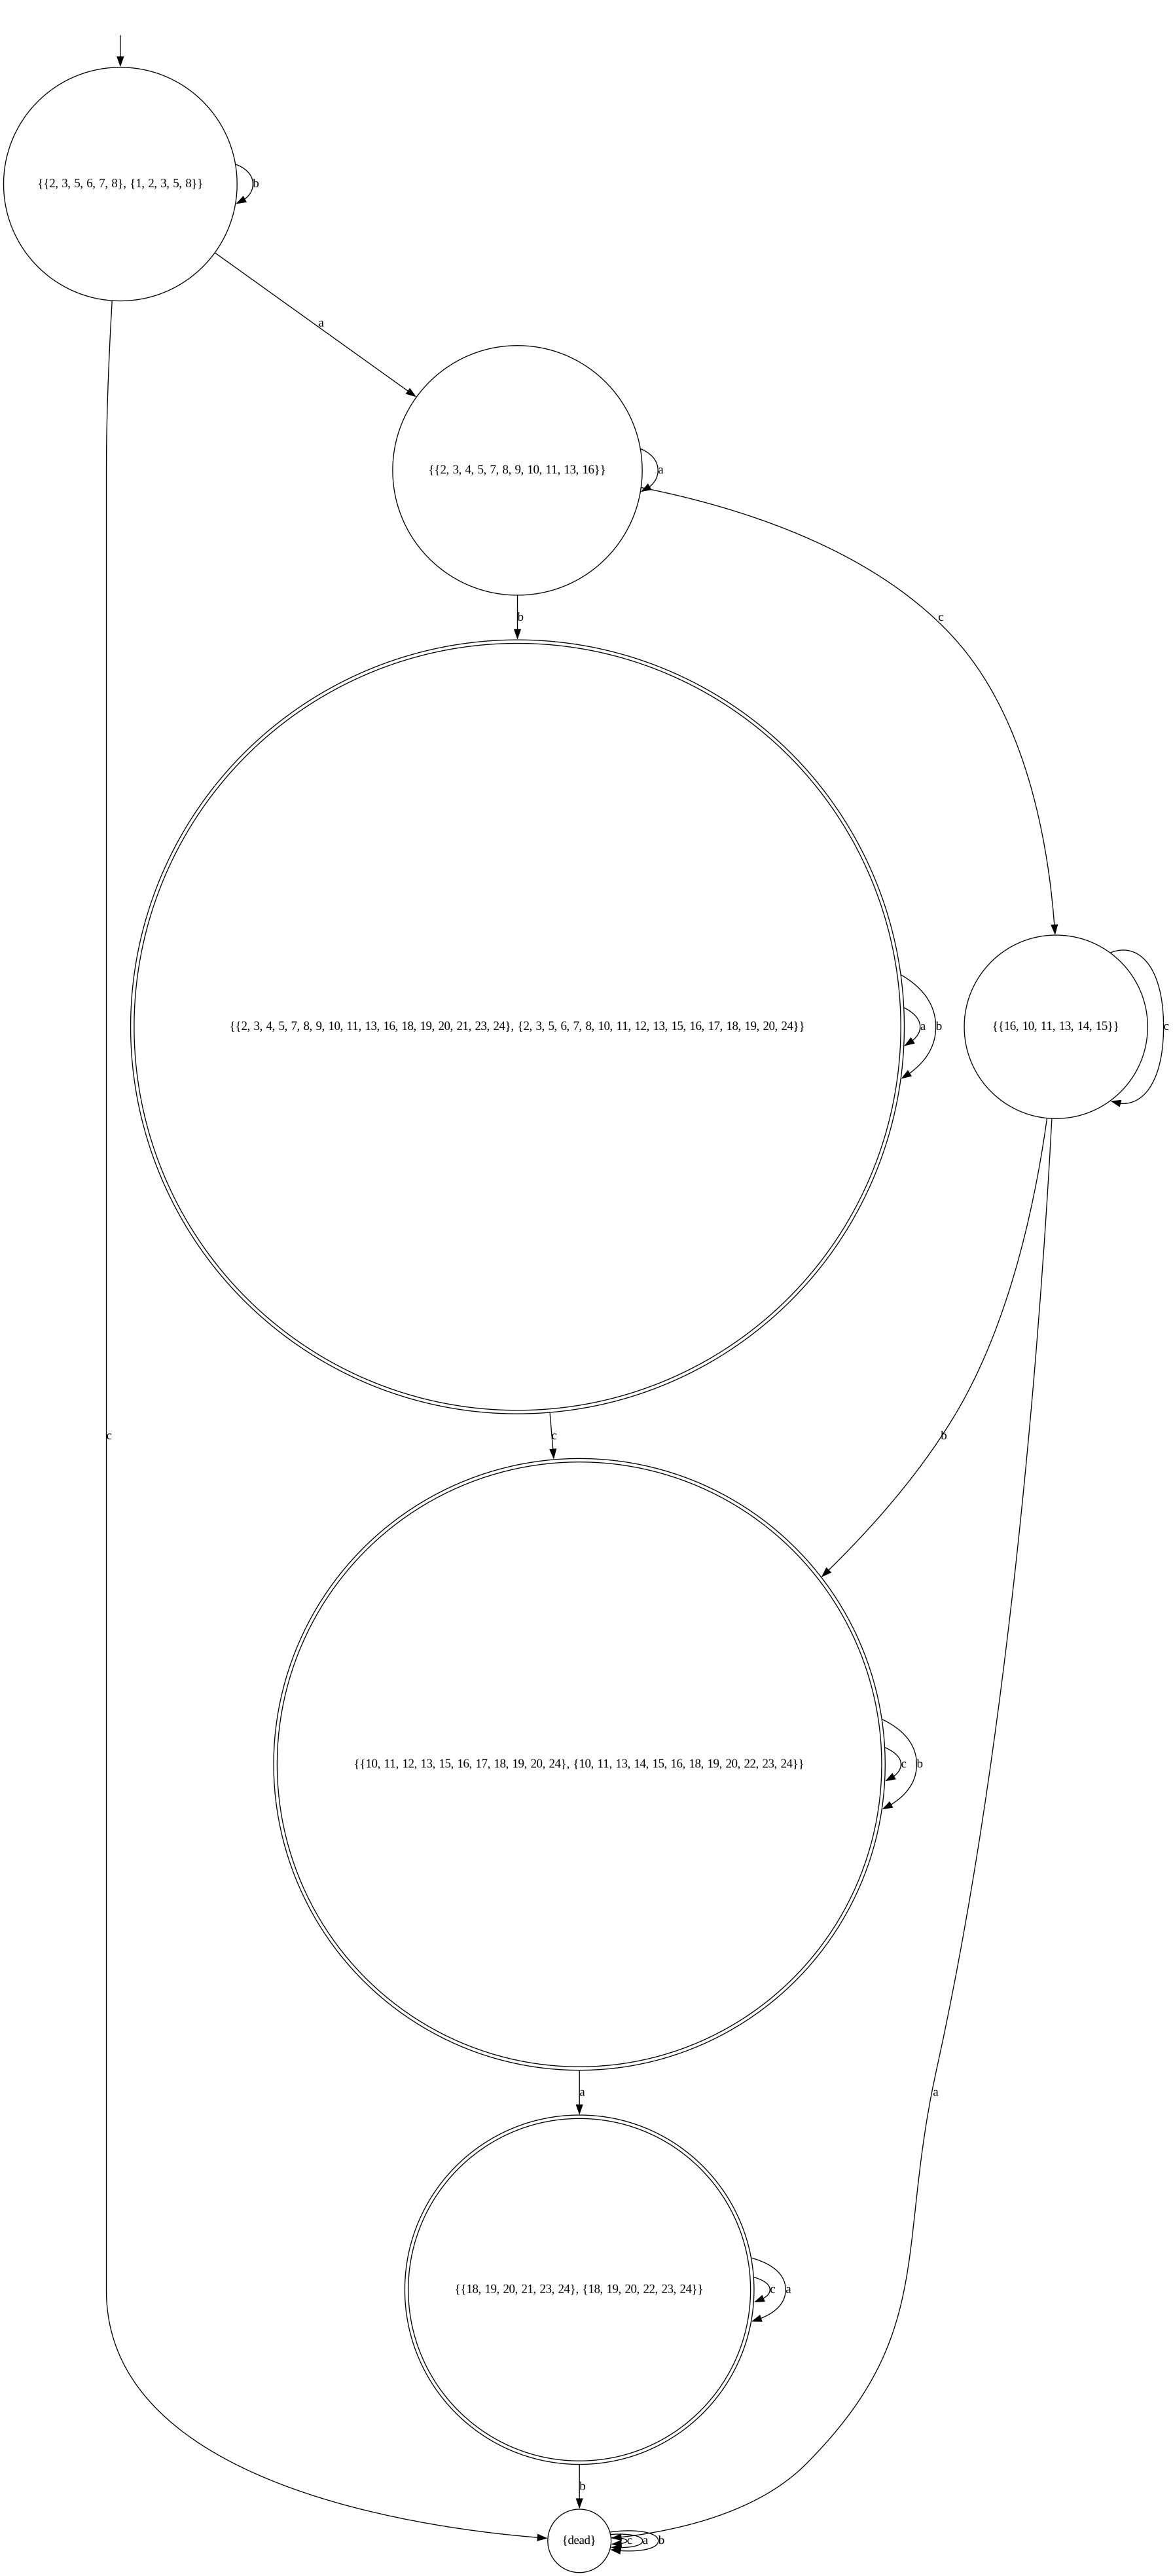 {{2, 3, 5, 6, 7, 8}, {1, 2, 3, 5, 8}}
b
a
{{2, 3, 4, 5, 7, 8, 9, 10, 11, 13, 16}}
a
b
c
{{2, 3, 4, 5, 7, 8, 9, 10, 11, 13, 16, 18, 19, 20, 21, 23, 24}, {2, 3, 5, 6, 7, 8, 10, 11, 12, 13, 15, 16, 17, 18, 19, 20, 24}}
a
b
{{16, 10, 11, 13, 14, 15}}
c
c
c
b
{{10, 11, 12, 13, 15, 16, 17, 18, 19, 20, 24}, {10, 11, 13, 14, 15, 16, 18, 19, 20, 22, 23, 24}}
c
b
a
a
{{18, 19, 20, 21, 23, 24}, {18, 19, 20, 22, 23, 24}}
c
a
b
{dead}
c
a
b